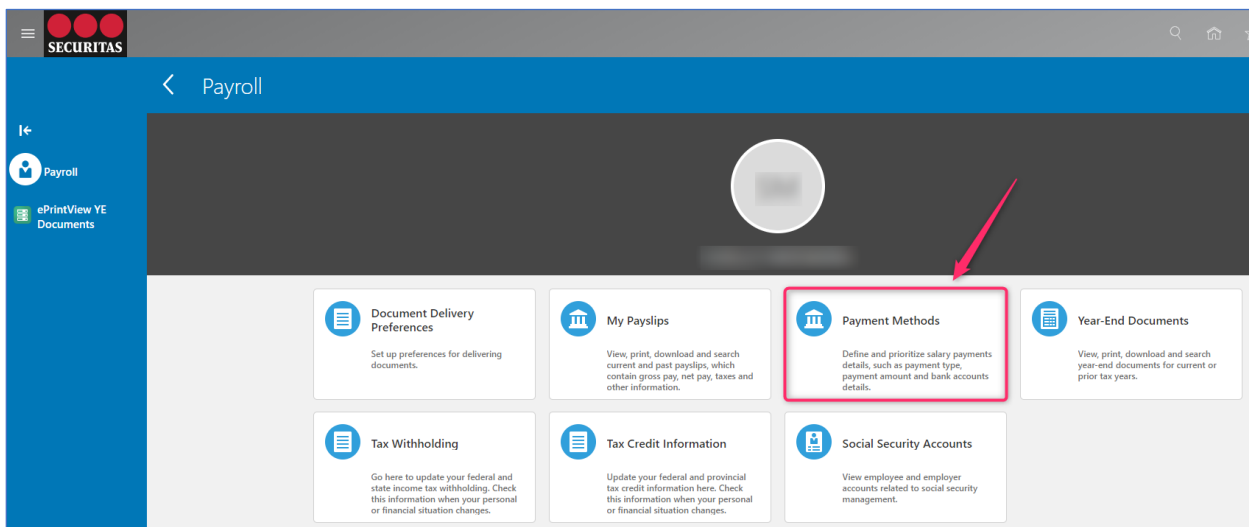 SECURITAS
Payroll
Payroll
ePrintView YE
Documents
Document Delivery
Preferences
Set up preferences for delivering
documents.
My Payslips
View, print, download and search
current and past payslips, which
contain gross pay, net pay, taxes and
other information.
Payment Methods
Define and prioritize salary payments
details, such as payment type,
payment amount and bank accounts
details.
Year-End Documents
View, print, download and search
year-end documents for current or
prior tax years.
Tax Withholding
Go here to update your federal and
state income tax withholding. Check
this information when your personal
or financial situation changes.
Tax Credit Information
Update your federal and provincial
tax credit information here. Check
this information when your personal
or financial situation changes.
Social Security Accounts
View employee and employer
accounts related to social security
management.